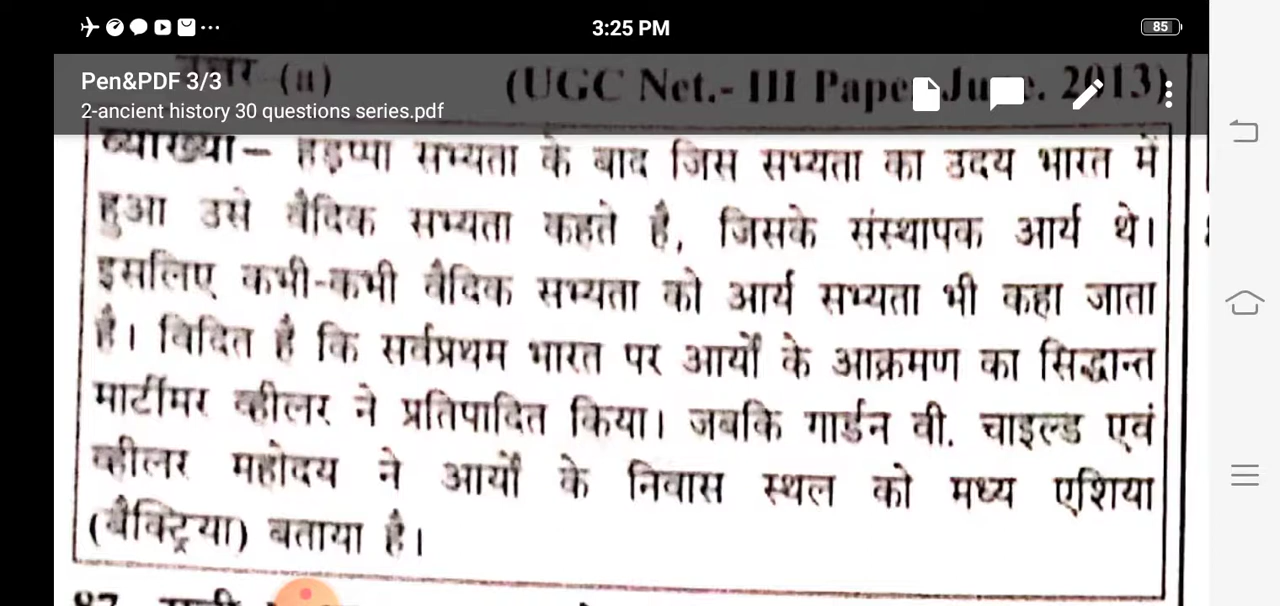 3:25 PM
85
Pen&PDF 3/3
2-ancient history 30 questions series.pdf
(UGC Net.- III Pape June. 2013)
व्याख्या– हड़प्पा सभ्यता के बाद जिस सभ्यता का उदय भारत में
हुआ उसे वैदिक सभ्यता कहते है, जिसके संस्थापक आर्य थे।
इसलिए कभी-कभी वैदिक सभ्यता को आर्य सभ्यता भी कहा जाता
है। विदित है कि सर्वप्रथम भारत पर आर्यों के आक्रमण का सिद्धान्त
मार्टीमर व्हीलर ने प्रतिपादित किया। जबकि गार्डन वी. चाइल्ड एवं
व्हीलर महोदय ने आर्यों के निवास स्थल को मध्य एशिया
(बैक्ट्रिया) बताया है।
87